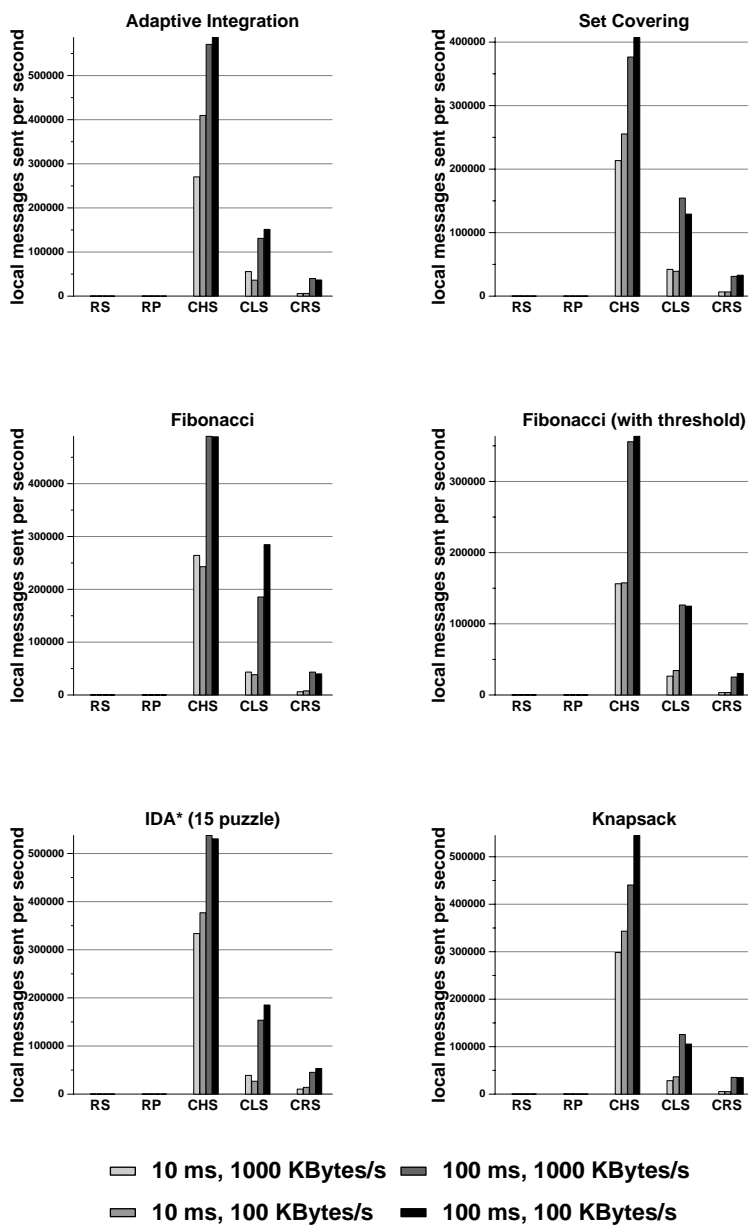 Adaptive Integration
local messages sent per second
500000
400000
300000
200000
100000
0
RS RP CHS CLS CRS
Set Covering
local messages sent per second
400000
300000
200000
100000
0
RS RP CHS CLS CRS
Fibonacci
local messages sent per second
400000
300000
200000
100000
0
RS RP CHS CLS CRS
Fibonacci (with threshold)
local messages sent per second
300000
200000
100000
0
RS RP CHS CLS CRS
IDA* (15 puzzle)
local messages sent per second
500000
400000
300000
200000
100000
0
RS RP CHS CLS CRS
Knapsack
local messages sent per second
500000
400000
300000
200000
100000
0
RS RP CHS CLS CRS
10 ms, 1000 KBytes/s
100 ms, 1000 KBytes/s
10 ms, 100 KBytes/s
100 ms, 100 KBytes/s